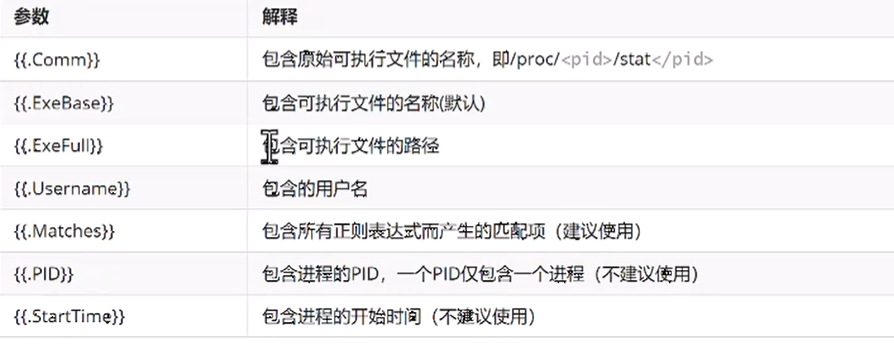 参数 解释
{{.Comm}} 包含原始可执行文件的名称，即/proc/<pid>/stat</pid>
{{.ExeBase}} 包含可执行文件的名称(默认)
{{.ExeFull}} 包含可执行文件的路径
{{.Username}} 包含的用户名
{{.Matches}} 包含所有正则表达式而产生的匹配项（建议使用）
{{.PID}} 包含进程的PID，一个PID仅包含一个进程（不建议使用）
{{.StartTime}} 包含进程的开始时间（不建议使用）